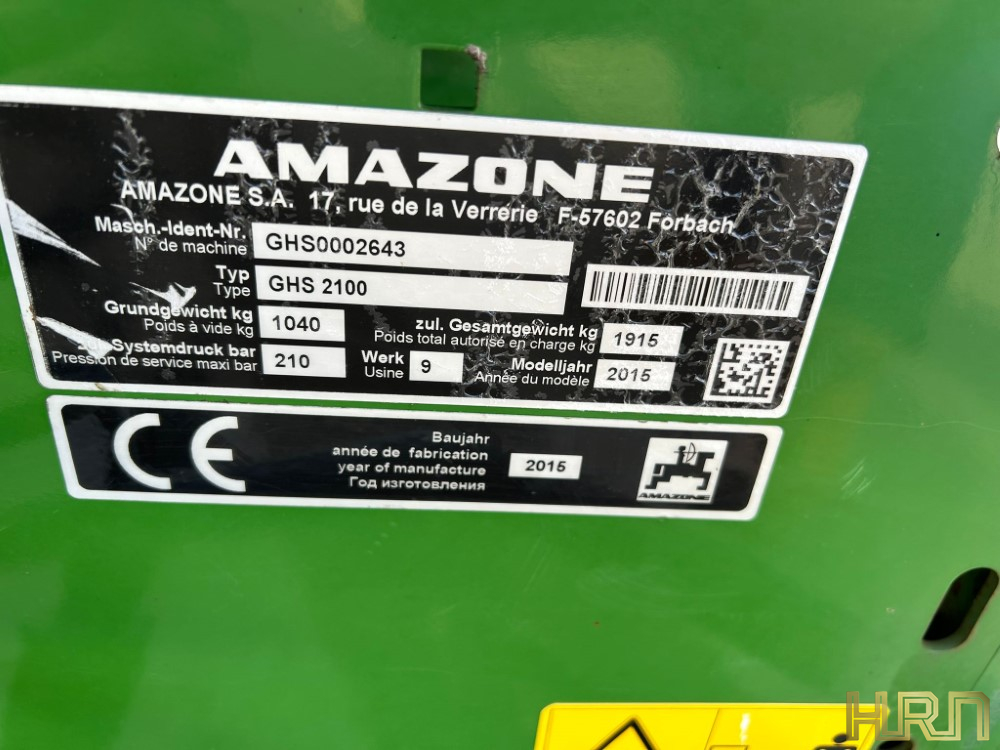 AMAZONE
AMAZONE S.A. 17, rue de la Verrerie F-57602 Forbach
Masch.-Ident-Nr.
N° de machine
GHS0002643
Typ
Type
GHS 2100
Grundgewicht kg
Poids à vide kg
1040
zul. Gesamtgewicht kg
Poids total autorisé en charge kg
1915
zul. Systemdruck bar
Pression de service maxi bar
210
Werk
Usine
9
Modelljahr
Année du modèle
2015
CE
Baujahr
année de fabrication
year of manufacture
Год изготовления
2015
AMAZONE
HRN